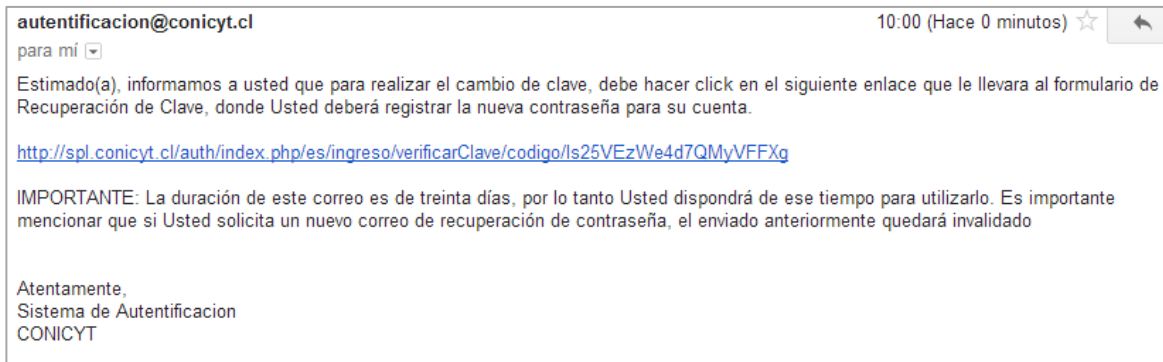 autentificacion@conicyt.cl 10:00 (Hace 0 minutos)
para mí
Estimado(a), informamos a usted que para realizar el cambio de clave, debe hacer click en el siguiente enlace que le llevara al formulario de
Recuperación de Clave, donde Usted deberá registrar la nueva contraseña para su cuenta.
http://spl.conicyt.cl/auth/index.php/es/ingreso/verificarClave/codigo/Is25VEzWe4d7QMyVFFXg
IMPORTANTE: La duración de este correo es de treinta días, por lo tanto Usted dispondrá de ese tiempo para utilizarlo. Es importante
mencionar que si Usted solicita un nuevo correo de recuperación de contraseña, el enviado anteriormente quedará invalidado
Atentamente,
Sistema de Autentificacion
CONICYT